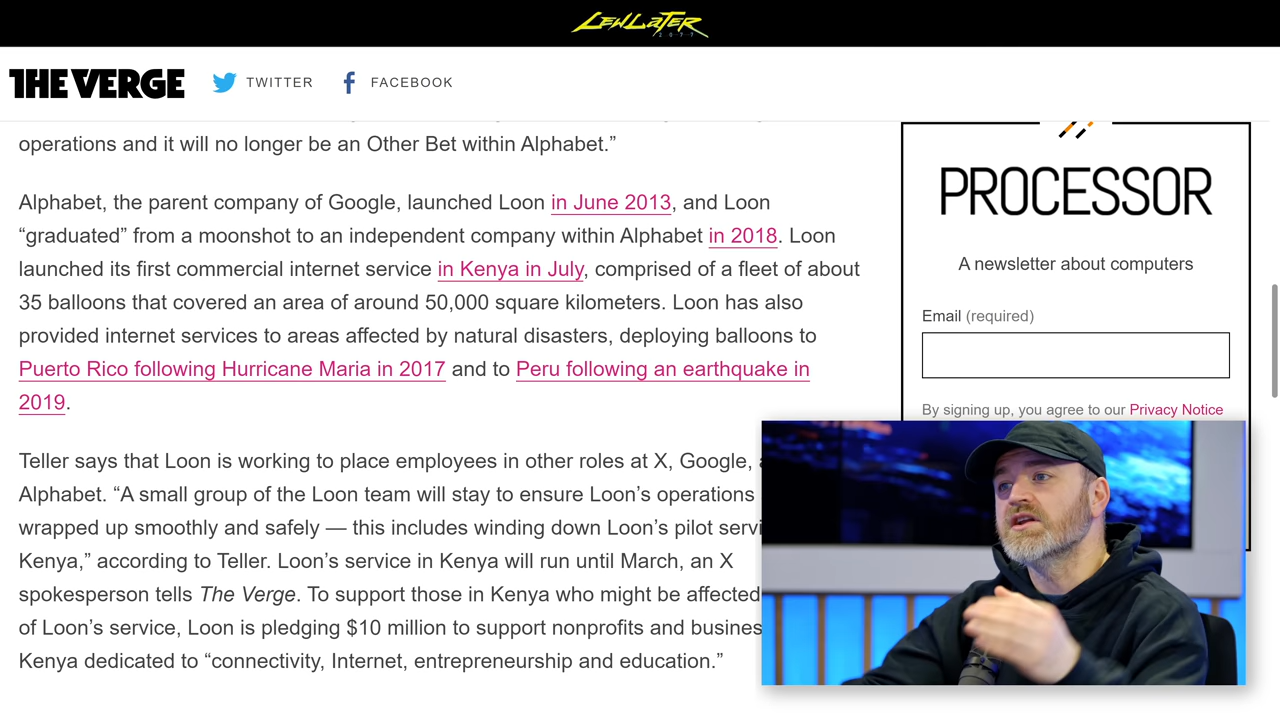 LEWLATER
2077
THE VERGE
TWITTER
FACEBOOK
operations and it will no longer be an Other Bet within Alphabet.”
Alphabet, the parent company of Google, launched Loon in June 2013, and Loon
“graduated” from a moonshot to an independent company within Alphabet in 2018. Loon
launched its first commercial internet service in Kenya in July, comprised of a fleet of about
35 balloons that covered an area of around 50,000 square kilometers. Loon has also
provided internet services to areas affected by natural disasters, deploying balloons to
Puerto Rico following Hurricane Maria in 2017 and to Peru following an earthquake in
2019.
Teller says that Loon is working to place employees in other roles at X, Google,
Alphabet. “A small group of the Loon team will stay to ensure Loon’s operations
wrapped up smoothly and safely — this includes winding down Loon’s pilot servi
Kenya,” according to Teller. Loon’s service in Kenya will run until March, an X
spokesperson tells The Verge. To support those in Kenya who might be affected
of Loon’s service, Loon is pledging $10 million to support nonprofits and busines
Kenya dedicated to “connectivity, Internet, entrepreneurship and education.”
PROCESSOR
A newsletter about computers
Email (required)
By signing up, you agree to our Privacy Notice